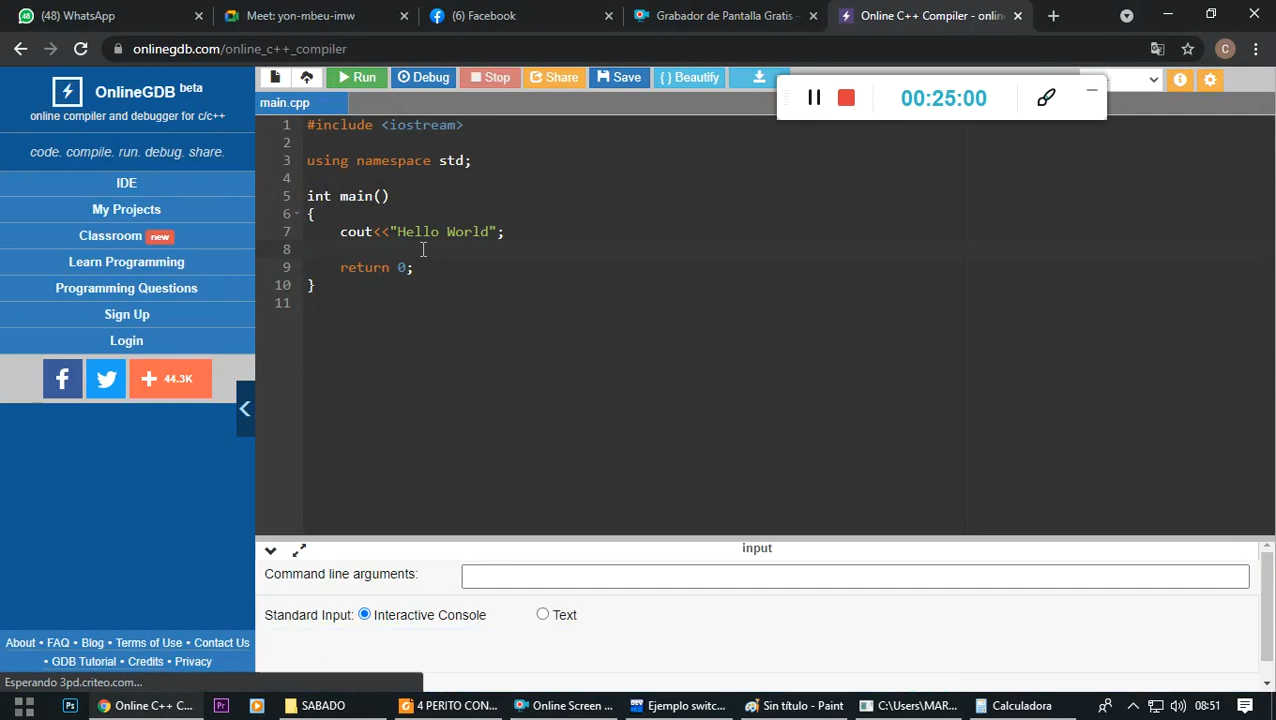 (48) WhatsApp
Meet: yon-mbeu-imw
(6) Facebook
Grabador de Pantalla Gratis -
Online C++ Compiler - onlin
onlinegdb.com/online_c++_compiler
C
OnlineGDB beta
online compiler and debugger for c/c++
code. compile. run. debug. share.
IDE
My Projects
Classroom new
Learn Programming
Programming Questions
Sign Up
Login
44.3K
About • FAQ • Blog • Terms of Use • Contact Us
• GDB Tutorial • Credits • Privacy
Esperando 3pd.criteo.com...
Run
Debug
Stop
Share
Save
{ } Beautify
00:25:00
main.cpp
1 #include <iostream>
2
3 using namespace std;
4
5 int main()
6 {
7 cout<<"Hello World";
8
9 return 0;
10 }
11
input
Command line arguments:
Standard Input: Interactive Console Text
Ps
Online C++ C...
Pr
SABADO
4 PERITO CON...
Online Screen ...
Ejemplo switc...
Sin título - Paint
C:\Users\MAR...
Calculadora
08:51